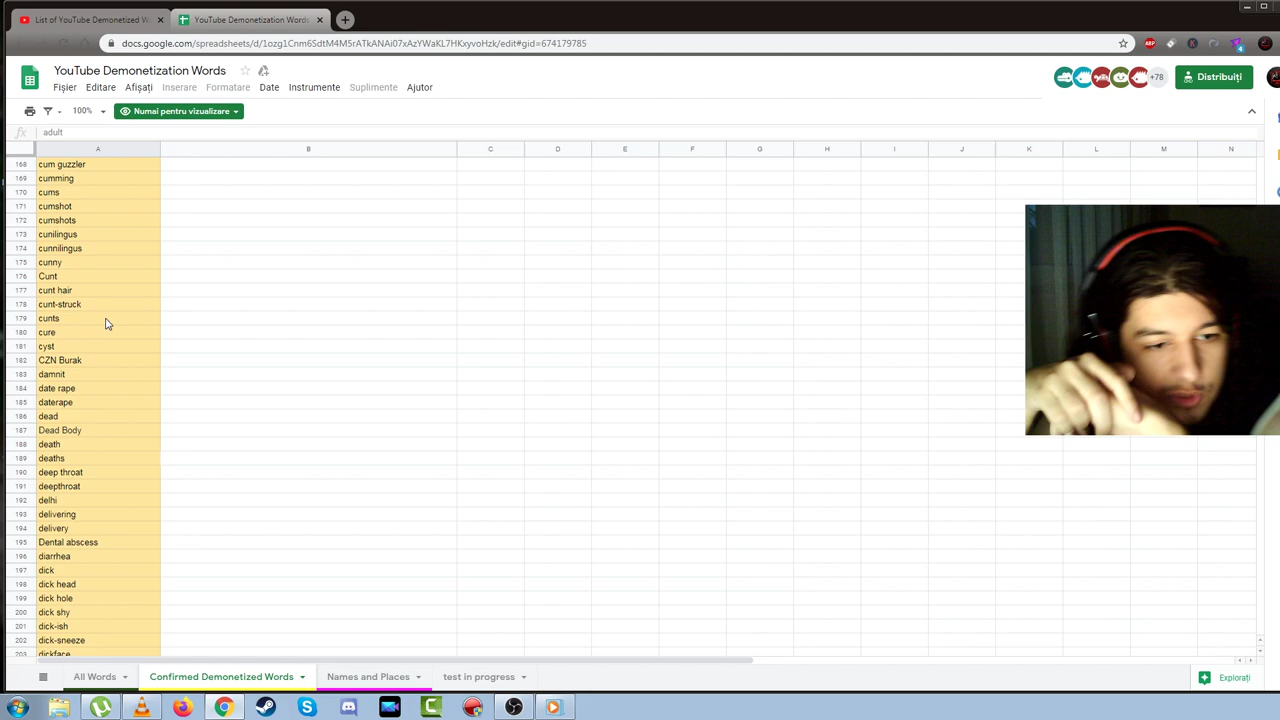 List of YouTube Demonetized W
YouTube Demonetization Words
docs.google.com/spreadsheets/d/1ozg1Cnm6SdtM4M5rATkANAi07xAzYWaKL7HKxyvoHzk/edit#gid=674179785
YouTube Demonetization Words
Fișier Editare Afișați Inserare Formatare Date Instrumente Suplimente Ajutor
+78
Distribuiți
100%
Numai pentru vizualizare
fx adult
A B C D E F G H I J K L M N
168 cum guzzler
169 cumming
170 cums
171 cumshot
172 cumshots
173 cunilingus
174 cunnilingus
175 cunny
176 Cunt
177 cunt hair
178 cunt-struck
179 cunts
180 cure
181 cyst
182 CZN Burak
183 damnit
184 date rape
185 daterape
186 dead
187 Dead Body
188 death
189 deaths
190 deep throat
191 deepthroat
192 delhi
193 delivering
194 delivery
195 Dental abscess
196 diarrhea
197 dick
198 dick head
199 dick hole
200 dick shy
201 dick-ish
202 dick-sneeze
203 dickface
All Words Confirmed Demonetized Words Names and Places test in progress
Explorați